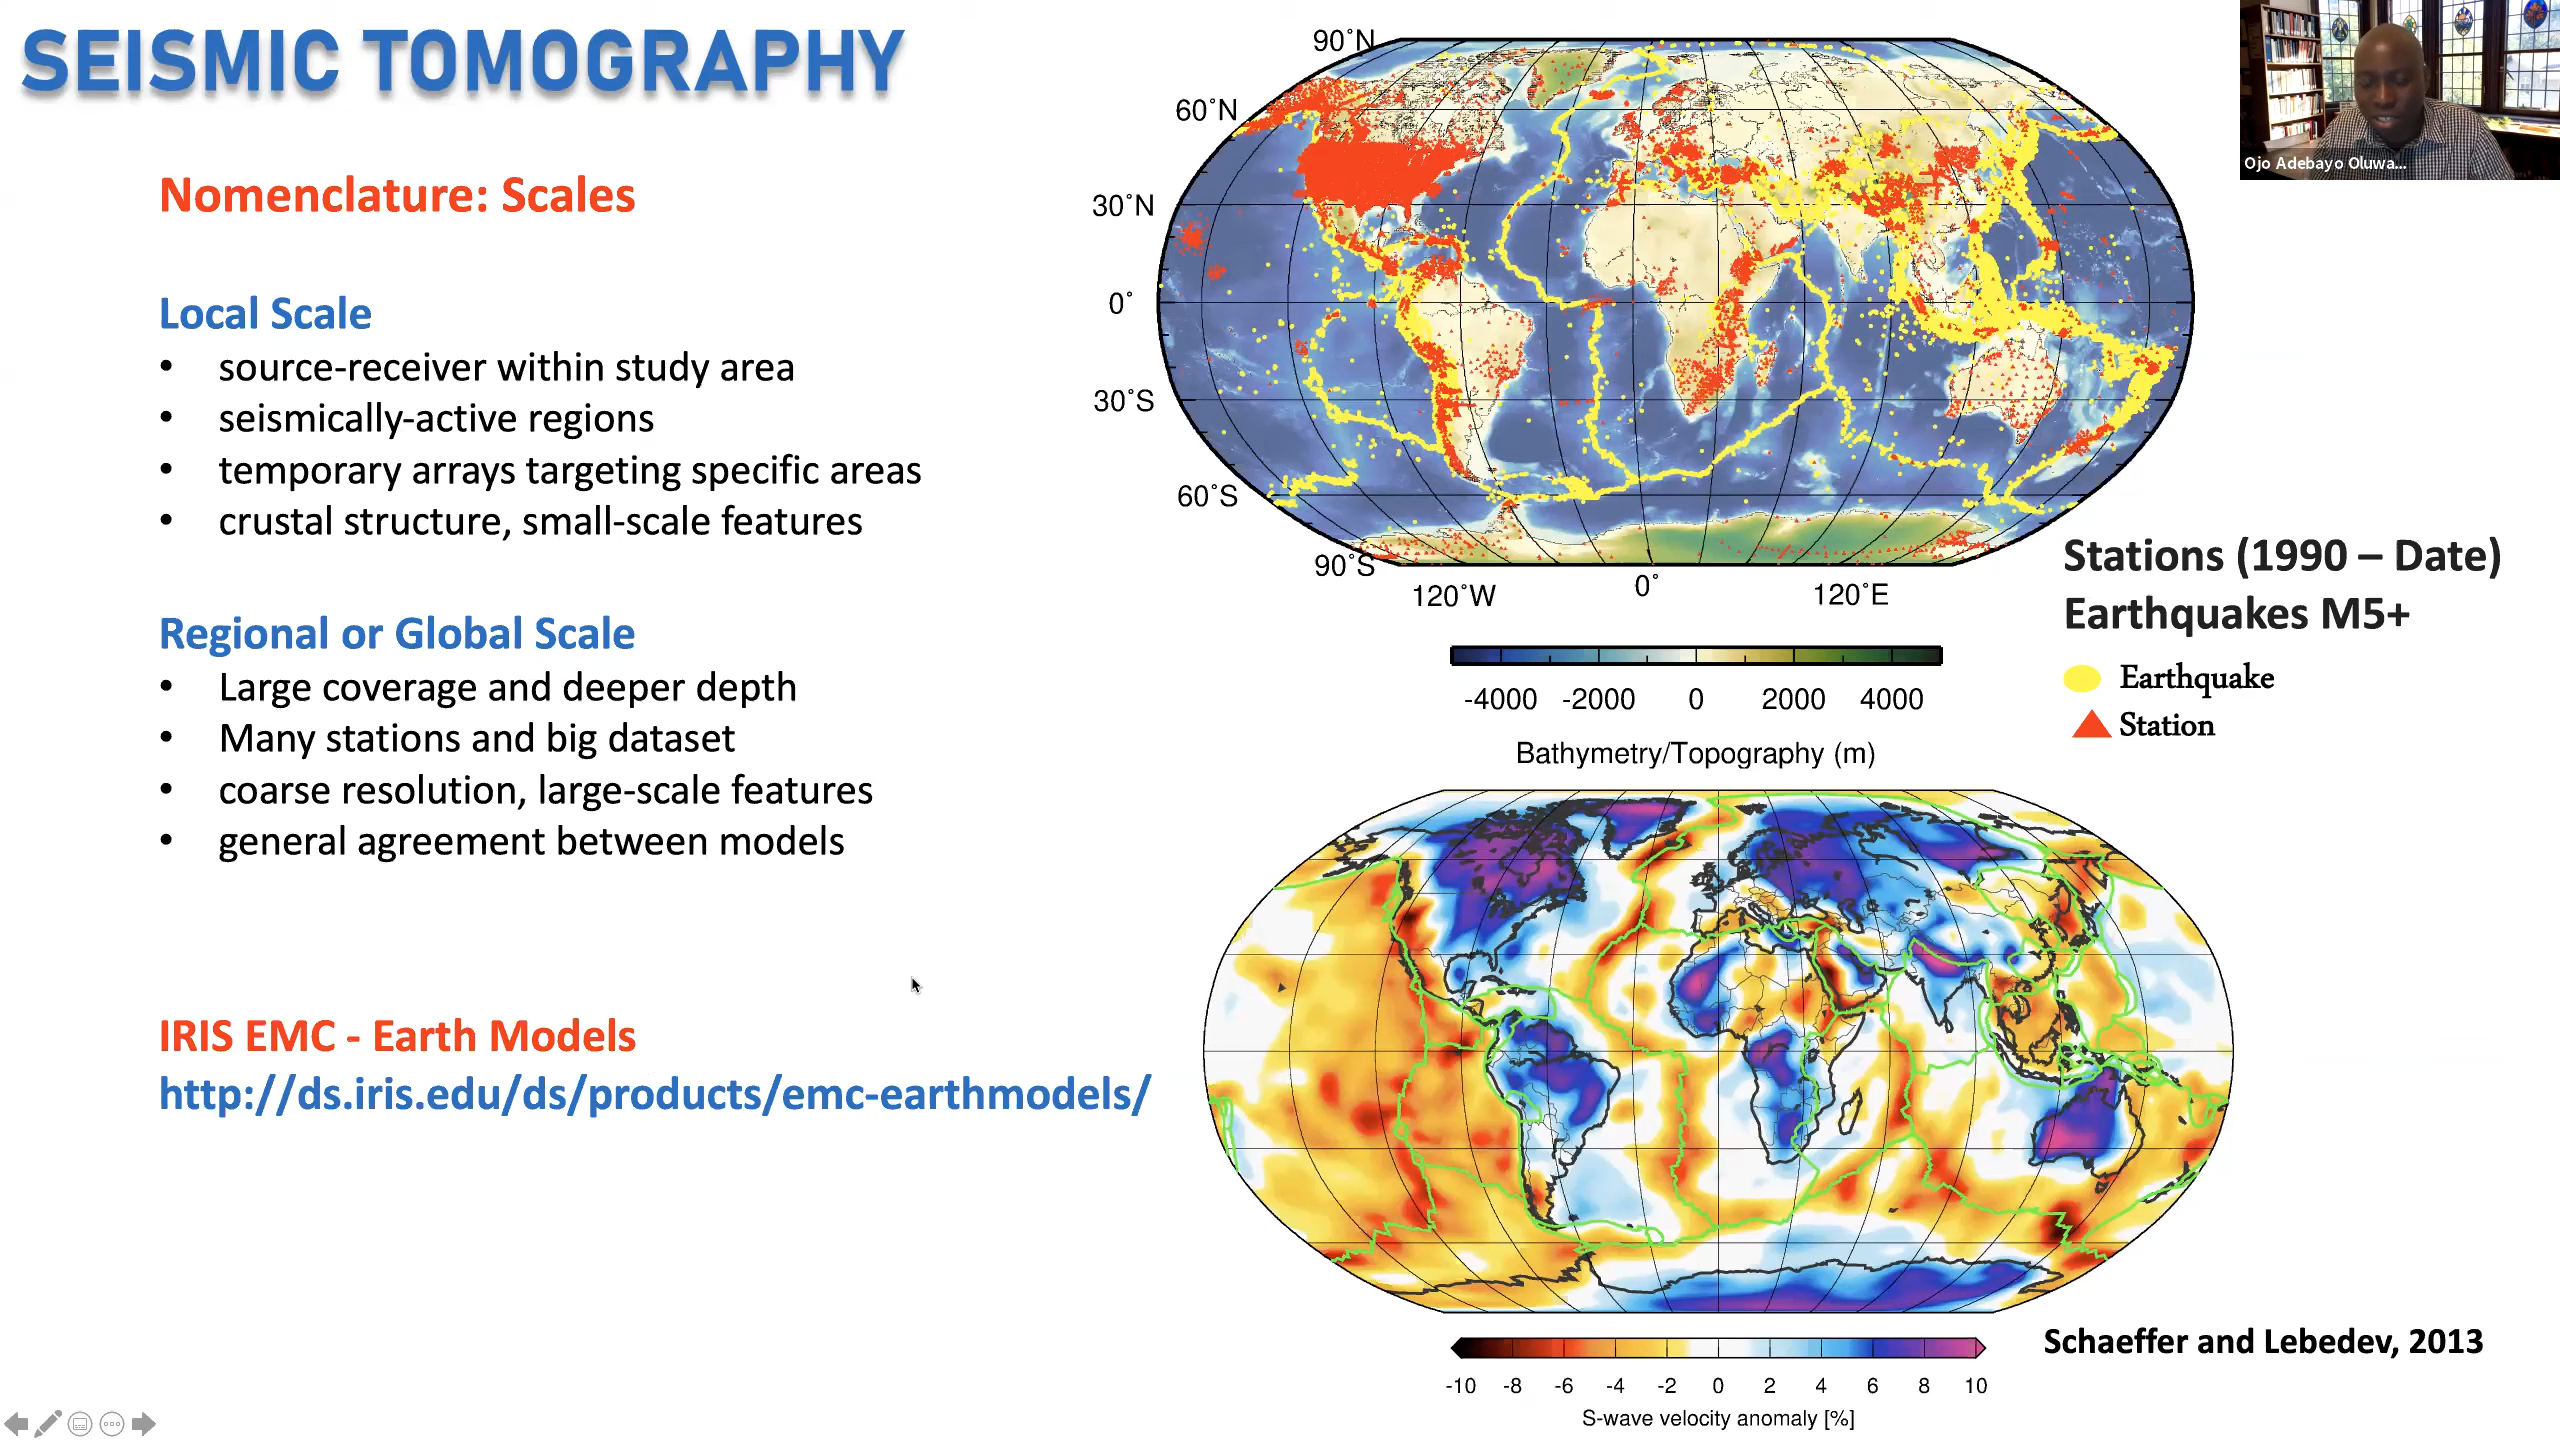 SEISMIC TOMOGRAPHY
Nomenclature: Scales
Local Scale
• source-receiver within study area
• seismically-active regions
• temporary arrays targeting specific areas
• crustal structure, small-scale features
Regional or Global Scale
• Large coverage and deeper depth
• Many stations and big dataset
• coarse resolution, large-scale features
• general agreement between models
IRIS EMC - Earth Models
http://ds.iris.edu/ds/products/emc-earthmodels/
90˚N
60˚N
30˚N
0˚
30˚S
60˚S
90˚S
120˚W 0˚ 120˚E
-4000 -2000 0 2000 4000
Bathymetry/Topography (m)
Stations (1990 – Date)
Earthquakes M5+
Earthquake
Station
-10 -8 -6 -4 -2 0 2 4 6 8 10
S-wave velocity anomaly [%]
Schaeffer and Lebedev, 2013
Ojo Adebayo Oluwa...